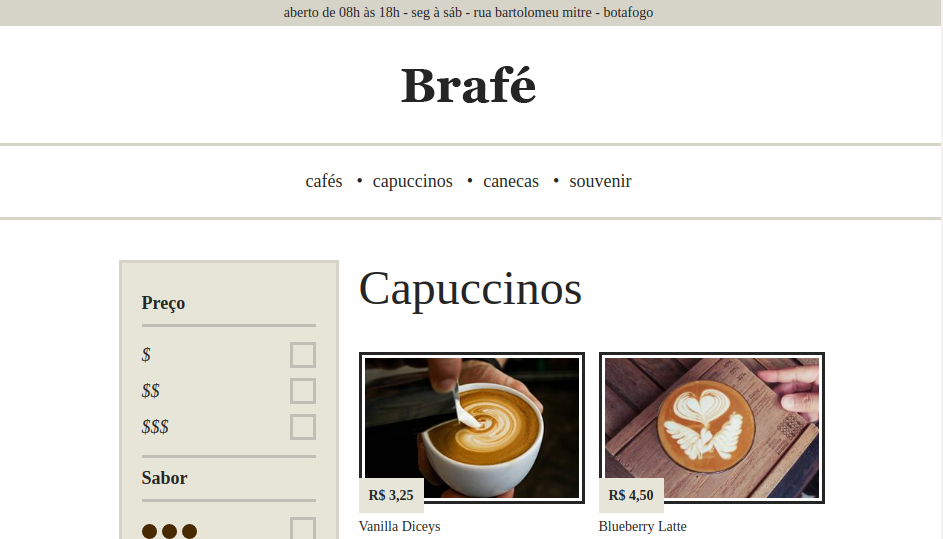 aberto de 08h às 18h - seg à sáb - rua bartolomeu mitre - botafogo
Brafé
cafés • capuccinos • canecas • souvenir
Preço
$
$$
$$$
Sabor
Capuccinos
R$ 3,25
Vanilla Diceys
R$ 4,50
Blueberry Latte